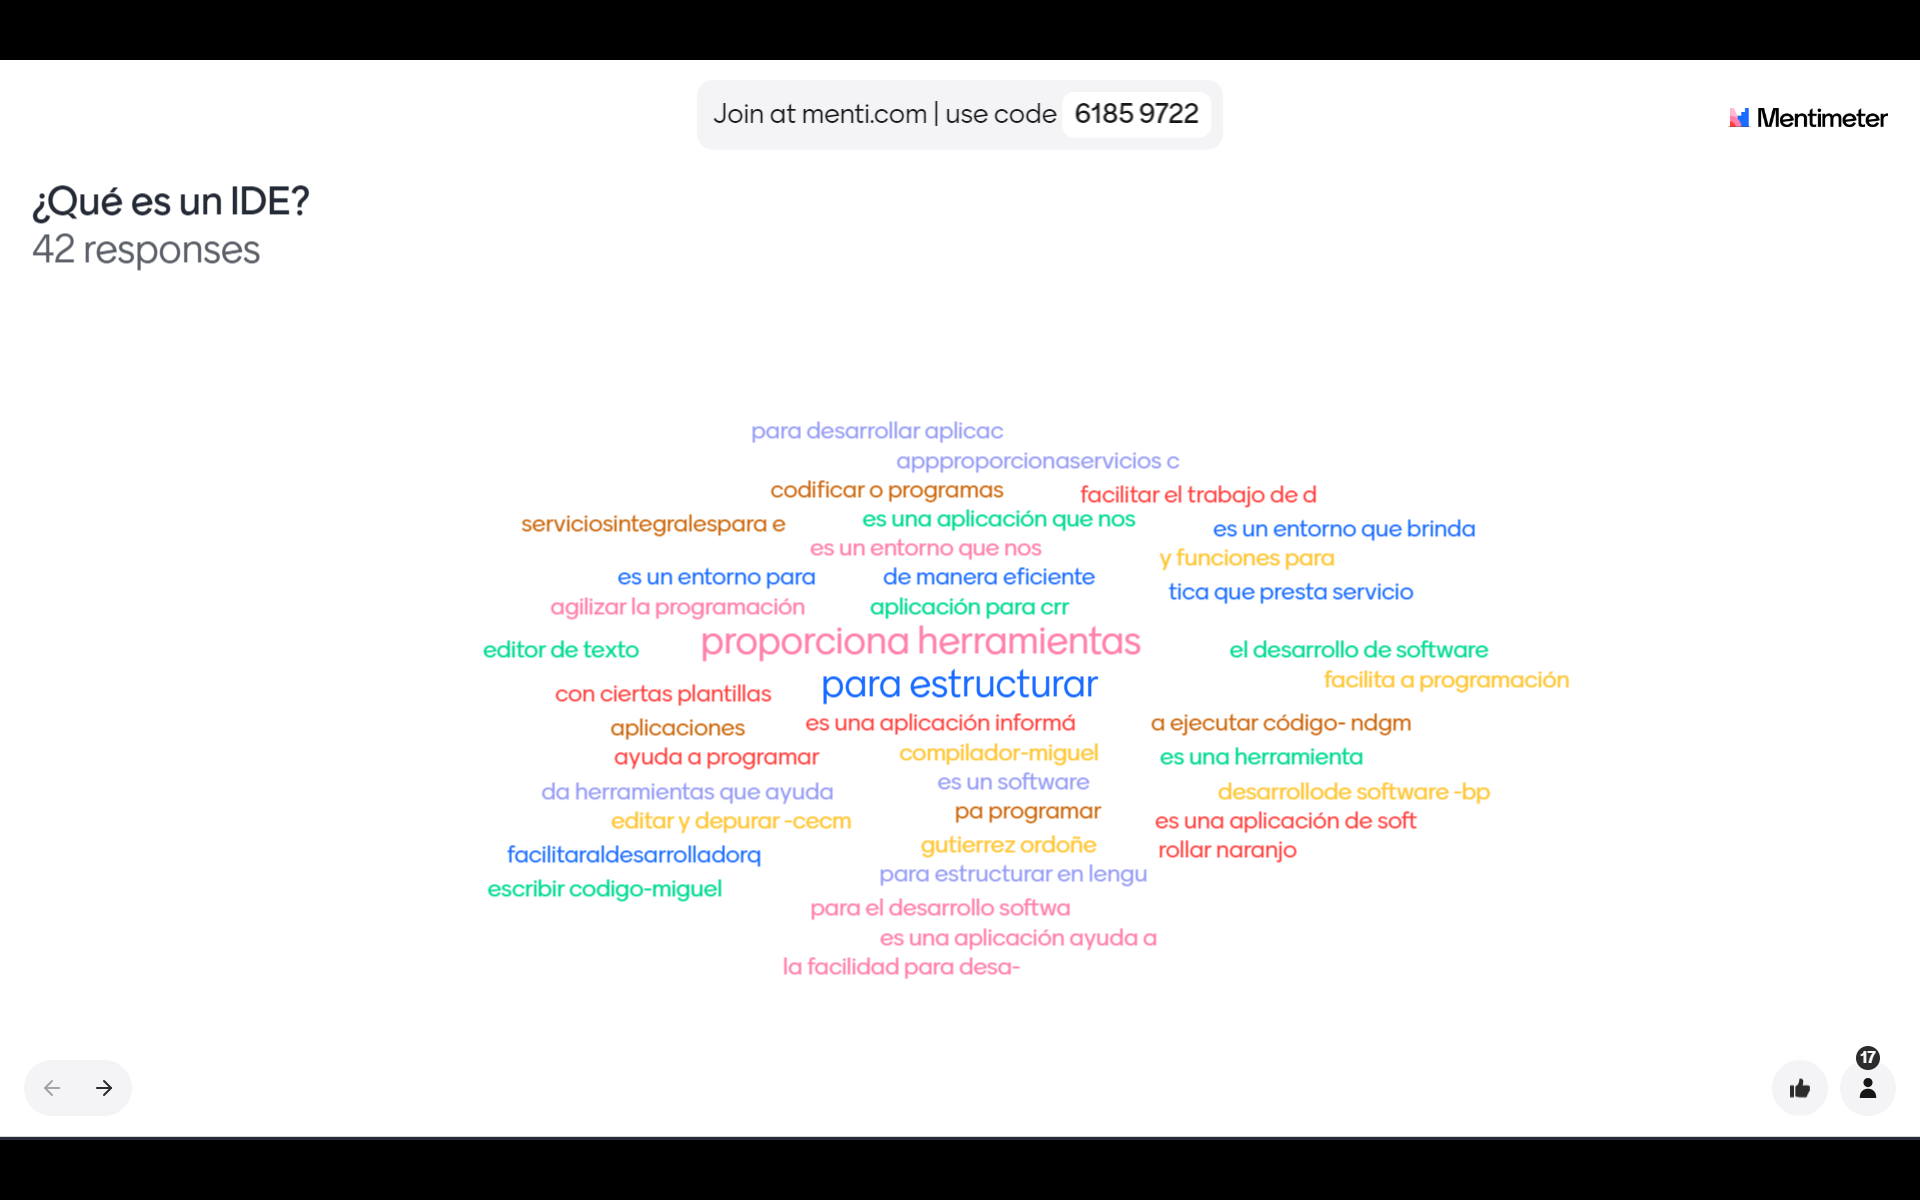 Join at menti.com | use code 6185 9722
Mentimeter
¿Qué es un IDE?
42 responses
para desarrollar aplicac
appproporcionaservicios c
codificar o programas
facilitar el trabajo de d
serviciosintegralespara e
es una aplicación que nos
es un entorno que brinda
es un entorno que nos
y funciones para
es un entorno para
de manera eficiente
tica que presta servicio
agilizar la programación
aplicación para crr
proporciona herramientas
editor de texto
el desarrollo de software
para estructurar
facilita a programación
con ciertas plantillas
aplicaciones
es una aplicación informá
a ejecutar código- ndgm
ayuda a programar
compilador-miguel
es una herramienta
da herramientas que ayuda
es un software
desarrollode software -bp
editar y depurar -cecm
pa programar
es una aplicación de soft
gutierrez ordoñe
rollar naranjo
facilitaraldesarrolladorq
para estructurar en lengu
escribir codigo-miguel
para el desarrollo softwa
es una aplicación ayuda a
la facilidad para desa-
17